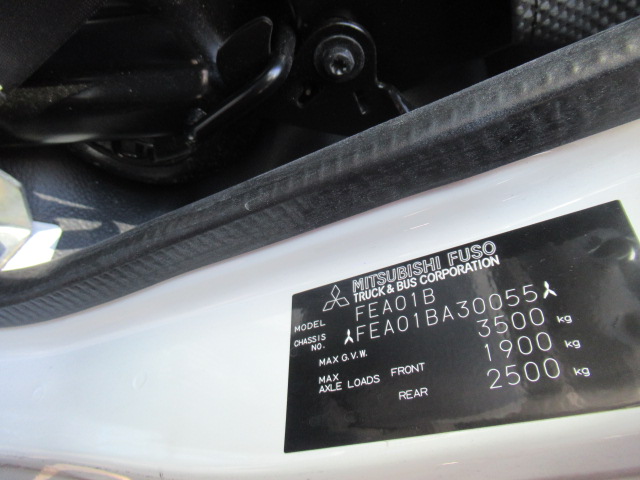 MITSUBISHI FUSO
TRUCK & BUS CORPORATION
MODEL FEA01B
CHASSIS NO. FEA01BA30055
MAX G.V.W. 3500 kg
MAX AXLE LOADS FRONT 1900 kg
REAR 2500 kg